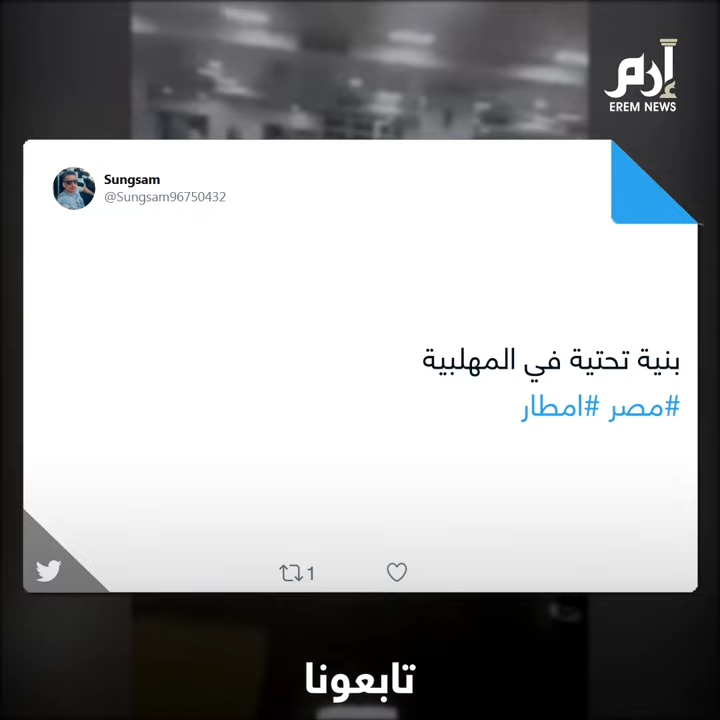 إرم
EREM NEWS
Sungsam
@Sungsam96750432
بنية تحتية في المهلبية
#مصر #امطار
1
تابعونا